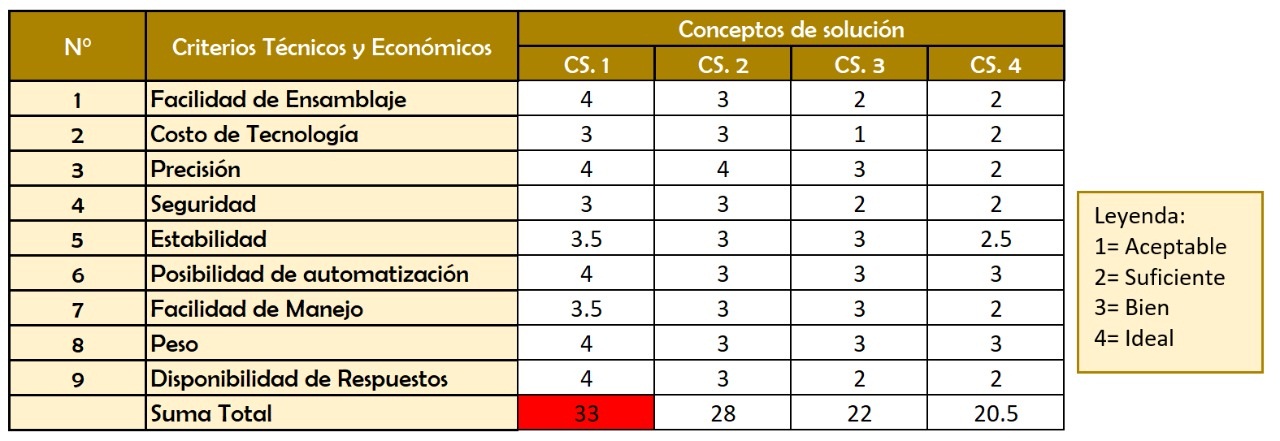 Nº Criterios Técnicos y Económicos Conceptos de solución
CS. 1 CS. 2 CS. 3 CS. 4
1 Facilidad de Ensamblaje 4 3 2 2
2 Costo de Tecnología 3 3 1 2
3 Precisión 4 4 3 2
4 Seguridad 3 3 2 2
5 Estabilidad 3.5 3 3 2.5
6 Posibilidad de automatización 4 3 3 3
7 Facilidad de Manejo 3.5 3 3 2
8 Peso 4 3 3 3
9 Disponibilidad de Respuestos 4 3 2 2
Suma Total 33 28 22 20.5
Leyenda:
1= Aceptable
2= Suficiente
3= Bien
4= Ideal